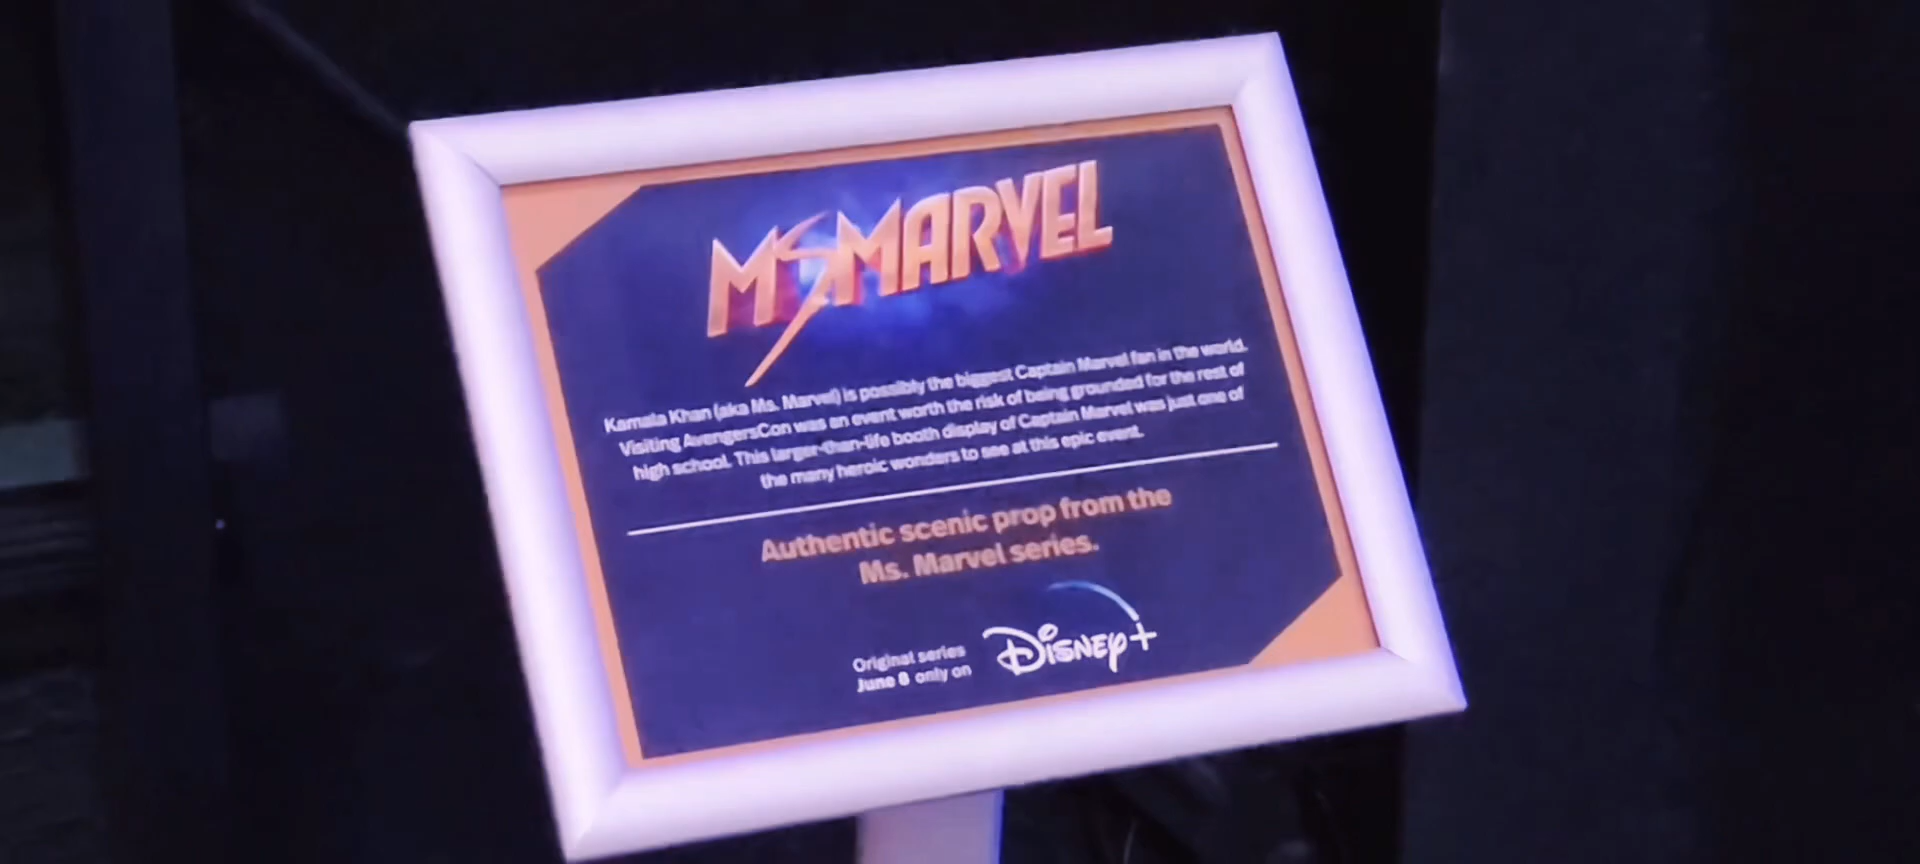 MS MARVEL
Kamala Khan (aka Ms. Marvel) is possibly the biggest Captain Marvel fan in the world.
Visiting AvengersCon was an event worth the risk of being grounded for the rest of
high school. This larger-than-life booth display of Captain Marvel was just one of
the many heroic wonders to see at this epic event.
Authentic scenic prop from the
Ms. Marvel series.
Original series
June 8 only on
Disney+